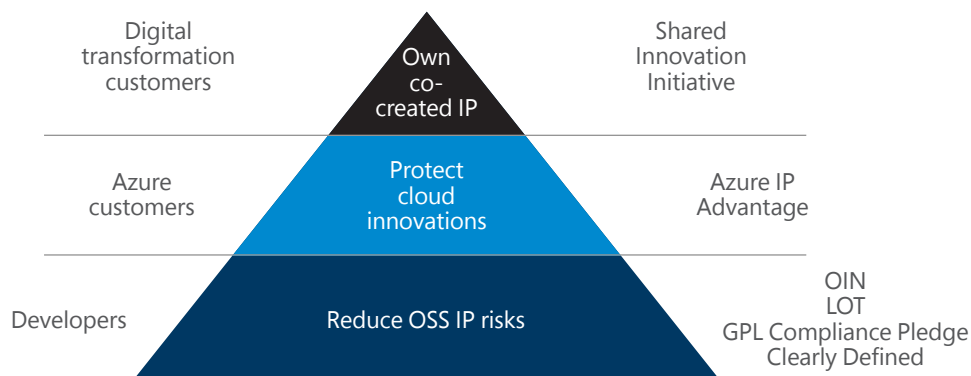 Digital
transformation
customers
Own
co-
created IP
Shared
Innovation
Initiative
Azure
customers
Protect
cloud
innovations
Azure IP
Advantage
Developers
Reduce OSS IP risks
OIN
LOT
GPL Compliance Pledge
Clearly Defined